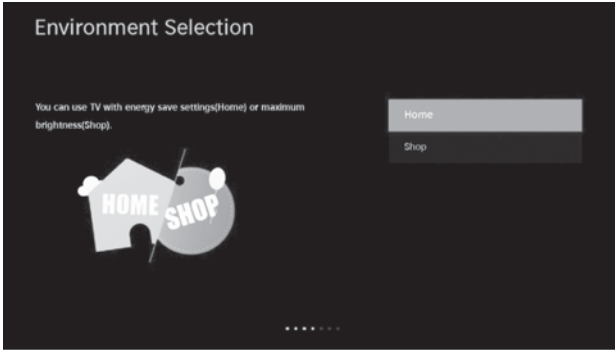 Environment Selection
You can use TV with energy save settings(Home) or maximum
brightness(Shop).
Home
Shop
HOME
SHOP